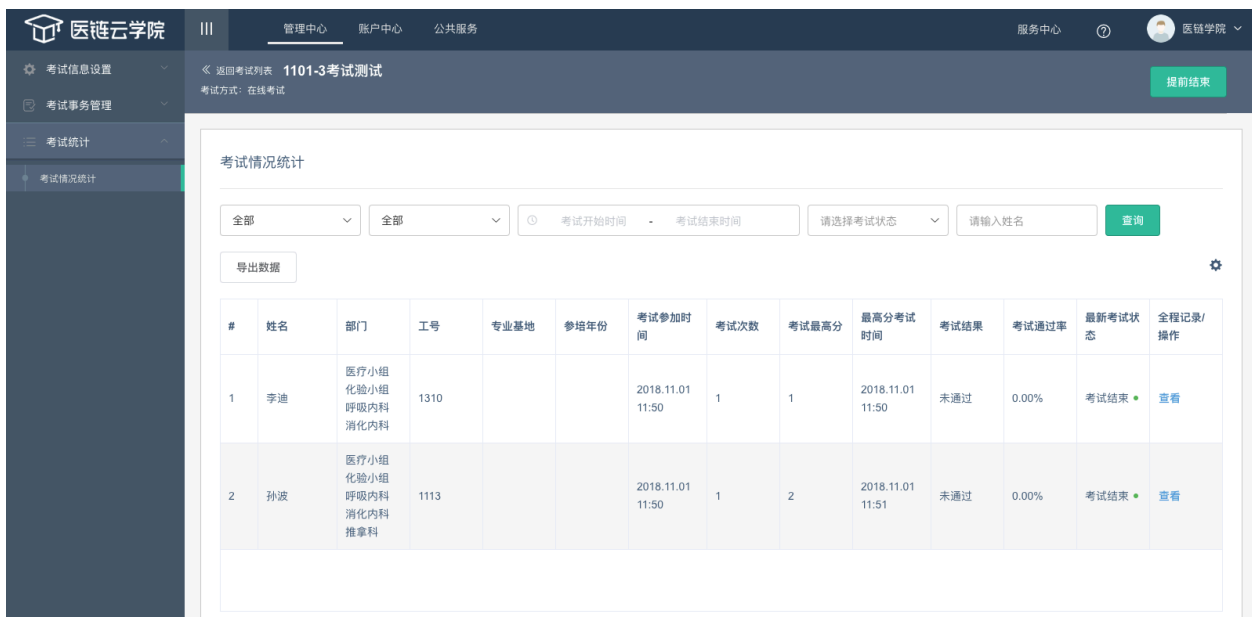 医链云学院
管理中心 账户中心 公共服务 服务中心 医链学院
考试信息设置
考试事务管理
考试统计
考试情况统计
返回考试列表 1101-3考试测试
考试方式：在线考试
提前结束
考试情况统计
全部 全部 考试开始时间 - 考试结束时间 请选择考试状态 请输入姓名 查询
导出数据
# 姓名 部门 工号 专业基地 参培年份 考试参加时间 考试次数 考试最高分 最高分考试时间 考试结果 考试通过率 最新考试状态 全程记录/操作
医疗小组
化验小组
1 李迪 呼吸内科 1310 2018.11.01 11:50 1 1 2018.11.01 11:50 未通过 0.00% 考试结束 查看
消化内科
医疗小组
化验小组
2 孙波 呼吸内科 1113 2018.11.01 11:50 1 2 2018.11.01 11:51 未通过 0.00% 考试结束 查看
消化内科
推拿科